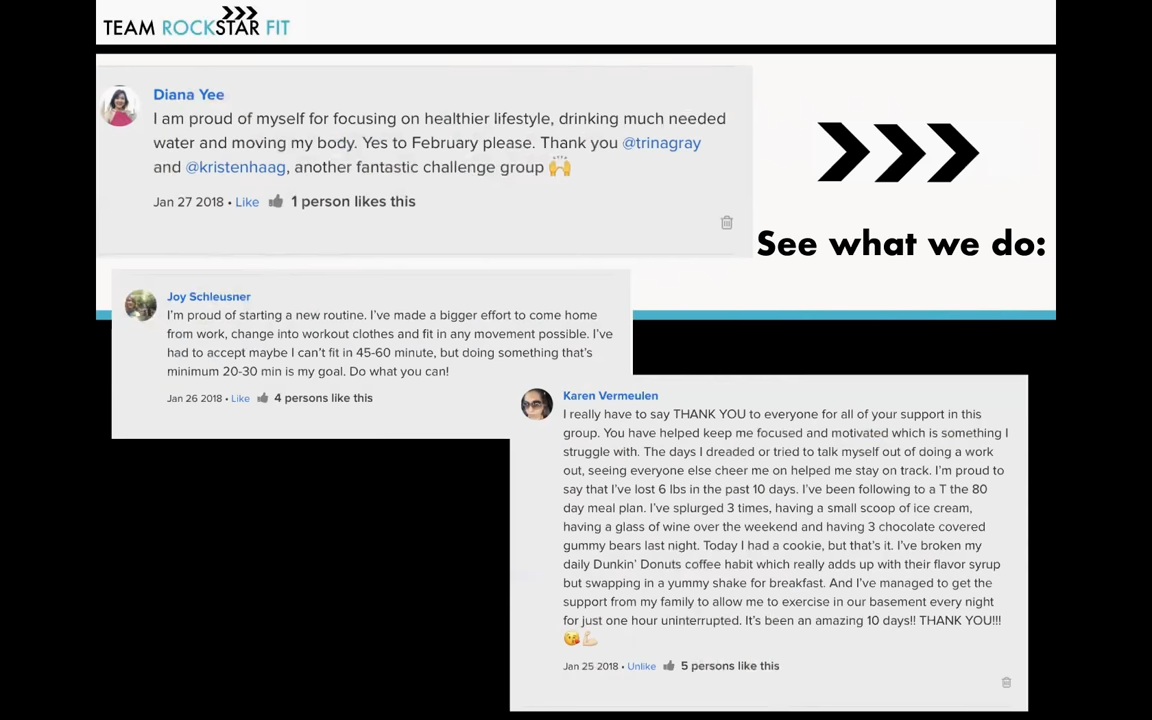 TEAM ROCKSTAR FIT
Diana Yee
I am proud of myself for focusing on healthier lifestyle, drinking much needed
water and moving my body. Yes to February please. Thank you @trinagray
and @kristenhaag, another fantastic challenge group 🙌
Jan 27 2018 • Like 1 person likes this
See what we do:
Joy Schleusner
I'm proud of starting a new routine. I've made a bigger effort to come home
from work, change into workout clothes and fit in any movement possible. I've
had to accept maybe I can't fit in 45-60 minute, but doing something that's
minimum 20-30 min is my goal. Do what you can!
Jan 26 2018 • Like 4 persons like this
Karen Vermeulen
I really have to say THANK YOU to everyone for all of your support in this
group. You have helped keep me focused and motivated which is something I
struggle with. The days I dreaded or tried to talk myself out of doing a work
out, seeing everyone else cheer me on helped me stay on track. I'm proud to
say that I've lost 6 lbs in the past 10 days. I've been following to a T the 80
day meal plan. I've splurged 3 times, having a small scoop of ice cream,
having a glass of wine over the weekend and having 3 chocolate covered
gummy bears last night. Today I had a cookie, but that's it. I've broken my
daily Dunkin' Donuts coffee habit which really adds up with their flavor syrup
but swapping in a yummy shake for breakfast. And I've managed to get the
support from my family to allow me to exercise in our basement every night
for just one hour uninterrupted. It's been an amazing 10 days!! THANK YOU!!!
😘💪🏻
Jan 25 2018 • Unlike 5 persons like this